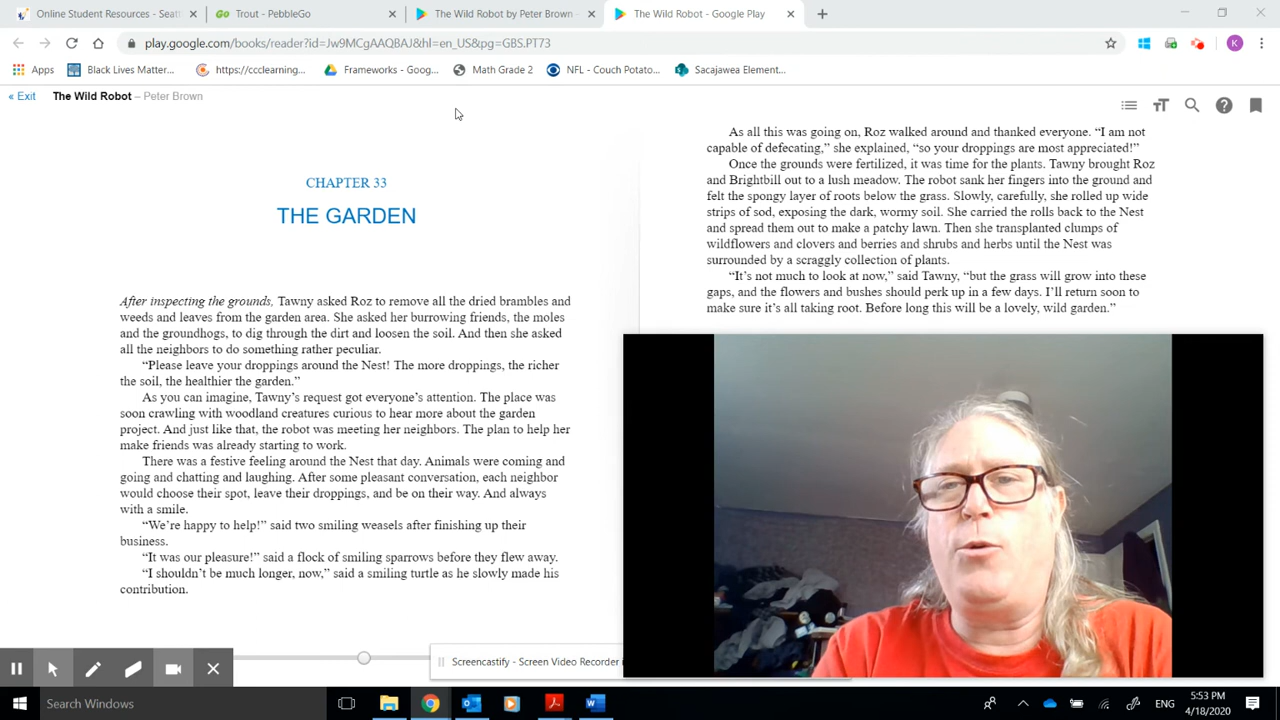 Online Student Resources - Seatt
Trout - PebbleGo
The Wild Robot by Peter Brown -
The Wild Robot - Google Play
play.google.com/books/reader?id=Jw9MCgAAQBAJ&hl=en_US&pg=GBS.PT73
K
Apps
Black Lives Matter...
https://ccclearning...
Frameworks - Goog...
Math Grade 2
NFL - Couch Potato...
Sacajawea Element...
« Exit
The Wild Robot – Peter Brown
CHAPTER 33
THE GARDEN
After inspecting the grounds, Tawny asked Roz to remove all the dried brambles and
weeds and leaves from the garden area. She asked her burrowing friends, the moles
and the groundhogs, to dig through the dirt and loosen the soil. And then she asked
all the neighbors to do something rather peculiar.
“Please leave your droppings around the Nest! The more droppings, the richer
the soil, the healthier the garden.”
As you can imagine, Tawny’s request got everyone’s attention. The place was
soon crawling with woodland creatures curious to hear more about the garden
project. And just like that, the robot was meeting her neighbors. The plan to help her
make friends was already starting to work.
There was a festive feeling around the Nest that day. Animals were coming and
going and chatting and laughing. After some pleasant conversation, each neighbor
would choose their spot, leave their droppings, and be on their way. And always
with a smile.
“We’re happy to help!” said two smiling weasels after finishing up their
business.
“It was our pleasure!” said a flock of smiling sparrows before they flew away.
“I shouldn’t be much longer, now,” said a smiling turtle as he slowly made his
contribution.
As all this was going on, Roz walked around and thanked everyone. “I am not
capable of defecating,” she explained, “so your droppings are most appreciated!”
Once the grounds were fertilized, it was time for the plants. Tawny brought Roz
and Brightbill out to a lush meadow. The robot sank her fingers into the ground and
felt the spongy layer of roots below the grass. Slowly, carefully, she rolled up wide
strips of sod, exposing the dark, wormy soil. She carried the rolls back to the Nest
and spread them out to make a patchy lawn. Then she transplanted clumps of
wildflowers and clovers and berries and shrubs and herbs until the Nest was
surrounded by a scraggly collection of plants.
“It’s not much to look at now,” said Tawny, “but the grass will grow into these
gaps, and the flowers and bushes should perk up in a few days. I’ll return soon to
make sure it’s all taking root. Before long this will be a lovely, wild garden.”
Screencastify - Screen Video Recorder i
Search Windows
ENG
5:53 PM
4/18/2020